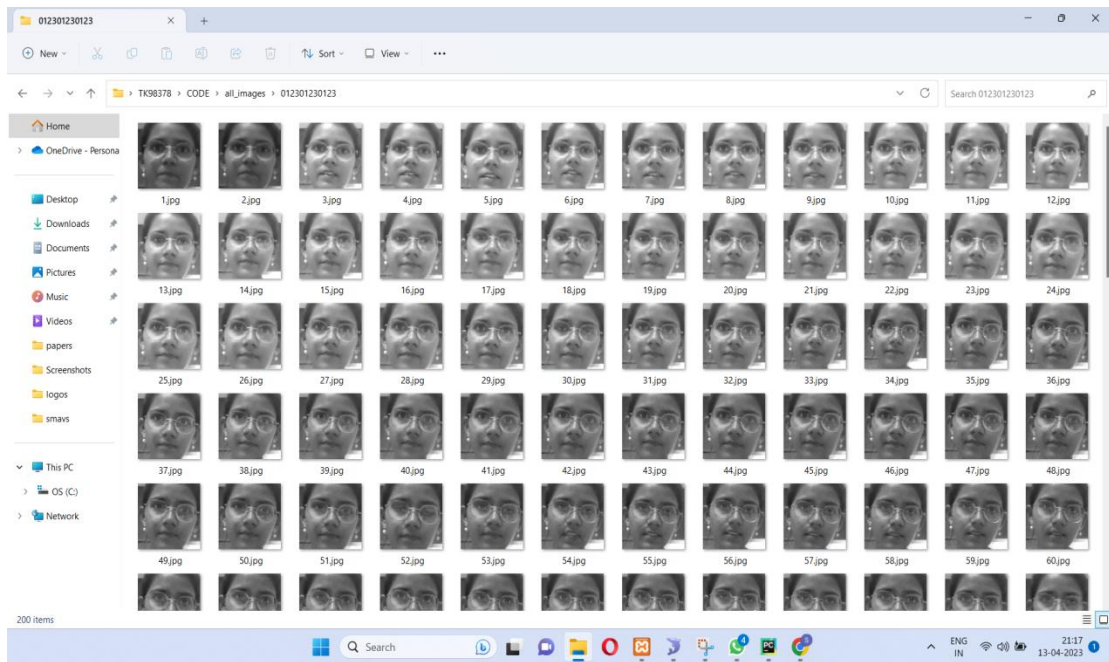 012301230123
New
Sort
View
TK98378 > CODE > all_images > 012301230123
Search 012301230123
Home
OneDrive - Persona
Desktop
Downloads
Documents
Pictures
Music
Videos
papers
Screenshots
logos
smavs
This PC
OS (C:)
Network
1.jpg 2.jpg 3.jpg 4.jpg 5.jpg 6.jpg 7.jpg 8.jpg 9.jpg 10.jpg 11.jpg 12.jpg
13.jpg 14.jpg 15.jpg 16.jpg 17.jpg 18.jpg 19.jpg 20.jpg 21.jpg 22.jpg 23.jpg 24.jpg
25.jpg 26.jpg 27.jpg 28.jpg 29.jpg 30.jpg 31.jpg 32.jpg 33.jpg 34.jpg 35.jpg 36.jpg
37.jpg 38.jpg 39.jpg 40.jpg 41.jpg 42.jpg 43.jpg 44.jpg 45.jpg 46.jpg 47.jpg 48.jpg
49.jpg 50.jpg 51.jpg 52.jpg 53.jpg 54.jpg 55.jpg 56.jpg 57.jpg 58.jpg 59.jpg 60.jpg
200 items
Search
ENG
IN
21:17
13-04-2023
1